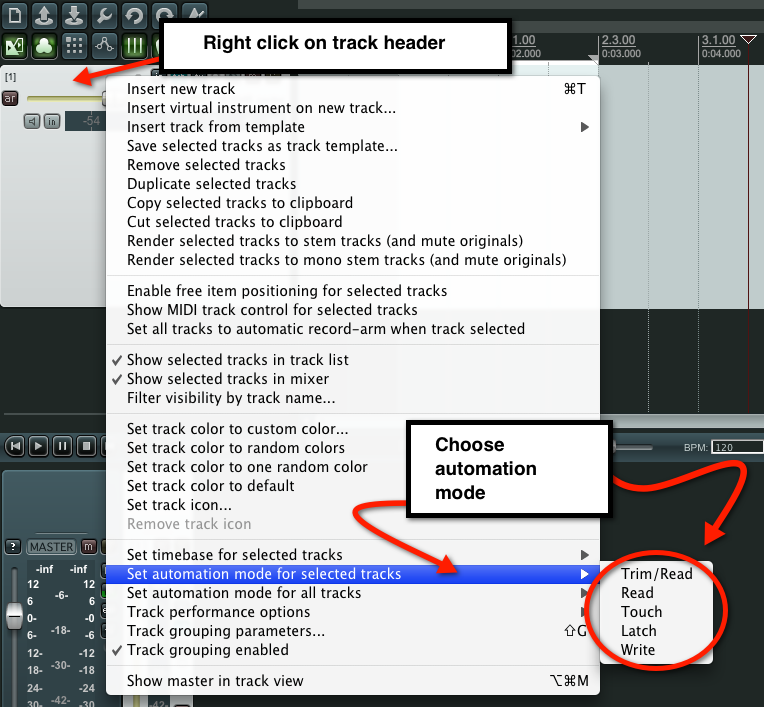 Right click on track header
1.00
02.000
2.3.00
0:03.000
3.1.00
0:04.000
[1]
ar
in
-54
Insert new track ⌘T
Insert virtual instrument on new track...
Insert track from template
Save selected tracks as track template...
Remove selected tracks
Duplicate selected tracks
Copy selected tracks to clipboard
Cut selected tracks to clipboard
Render selected tracks to stem tracks (and mute originals)
Render selected tracks to mono stem tracks (and mute originals)
Enable free item positioning for selected tracks
Show MIDI track control for selected tracks
Set all tracks to automatic record-arm when track selected
✓ Show selected tracks in track list
✓ Show selected tracks in mixer
Filter visibility by track name...
Set track color to custom color...
Set track color to random colors
Set track color to one random color
Set track color to default
Set track icon...
Remove track icon
Set timebase for selected tracks
Set automation mode for selected tracks
Set automation mode for all tracks
Track performance options
Track grouping parameters... ⇧G
✓ Track grouping enabled
Show master in track view ⌥⌘M
Choose
automation
mode
BPM: 120
Trim/Read
Read
Touch
Latch
Write
? MASTER m
-inf -inf
12 12
6 -6- 6
0- -0
6- -18- -6
12- -12
18- -30- -18
24- -24
30- -42- -30
-42-